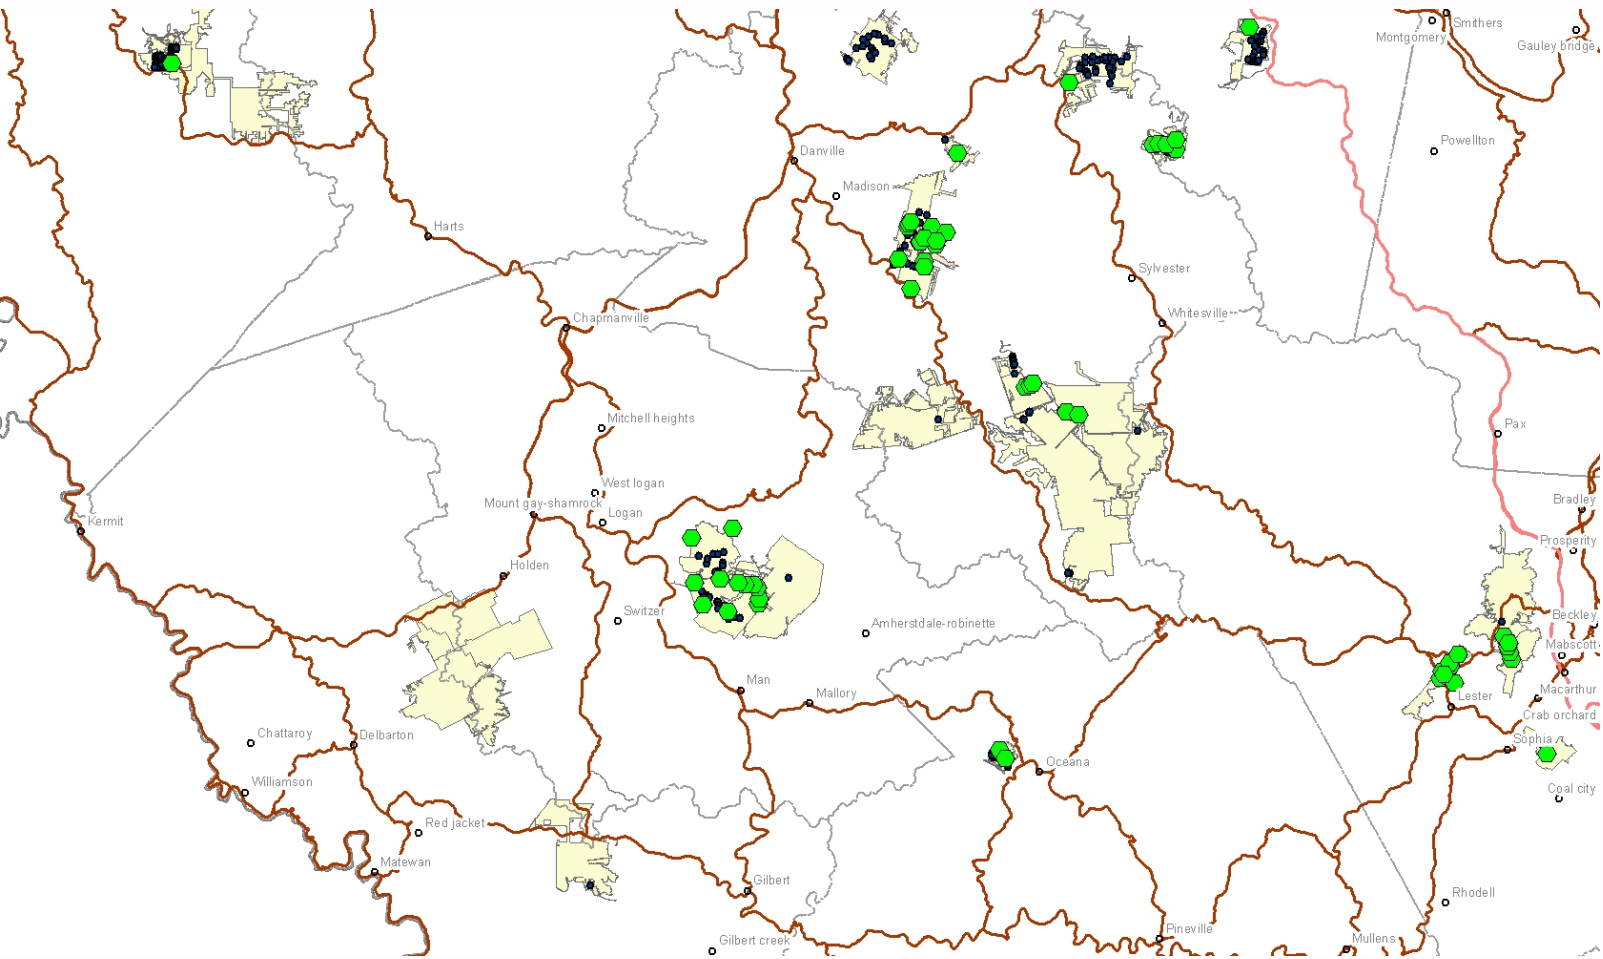 Smithers
Montgomery
Gauley bridge
Powellton
Danville
Madison
Harts
Sylvester
Whitesville
Chapmanville
Mitchell heights
Pax
West logan
Mount gay-shamrock
Logan
Bradley
Kermit
Prosperity
Holden
Switzer
Amherstdale-robinette
Beckley
Mabscott
Man
Mallory
Lester
Macarthur
Crab orchard
Chattaroy
Delbarton
Sophia
Oceana
Williamson
Coal city
Red jacket
Matewan
Gilbert
Rhodell
Gilbert creek
Pineville
Mullens